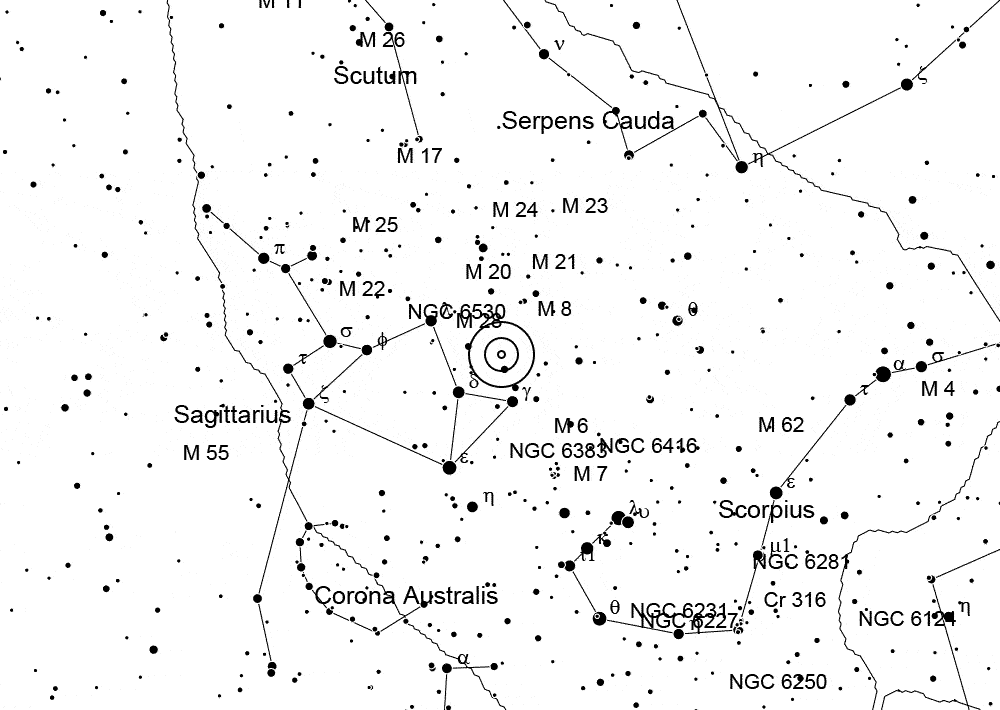 M 11
M 26
ν
Scutum
ζ
Serpens Cauda
M 17
η
M 24
M 23
M 25
π
M 20
M 21
M 22
NGC 6530
λ
M 8
θ
M 28
σ
ϕ
τ
α
σ
δ
γ
τ
M 4
ζ
Sagittarius
M 6
M 62
M 55
ε
NGC 6383
NGC 6416
M 7
ε
η
λ
υ
Scorpius
κ
ι1
μ1
NGC 6281
Corona Australis
Cr 316
θ
NGC 6231
NGC 6227
η
NGC 6124
η
α
NGC 6250